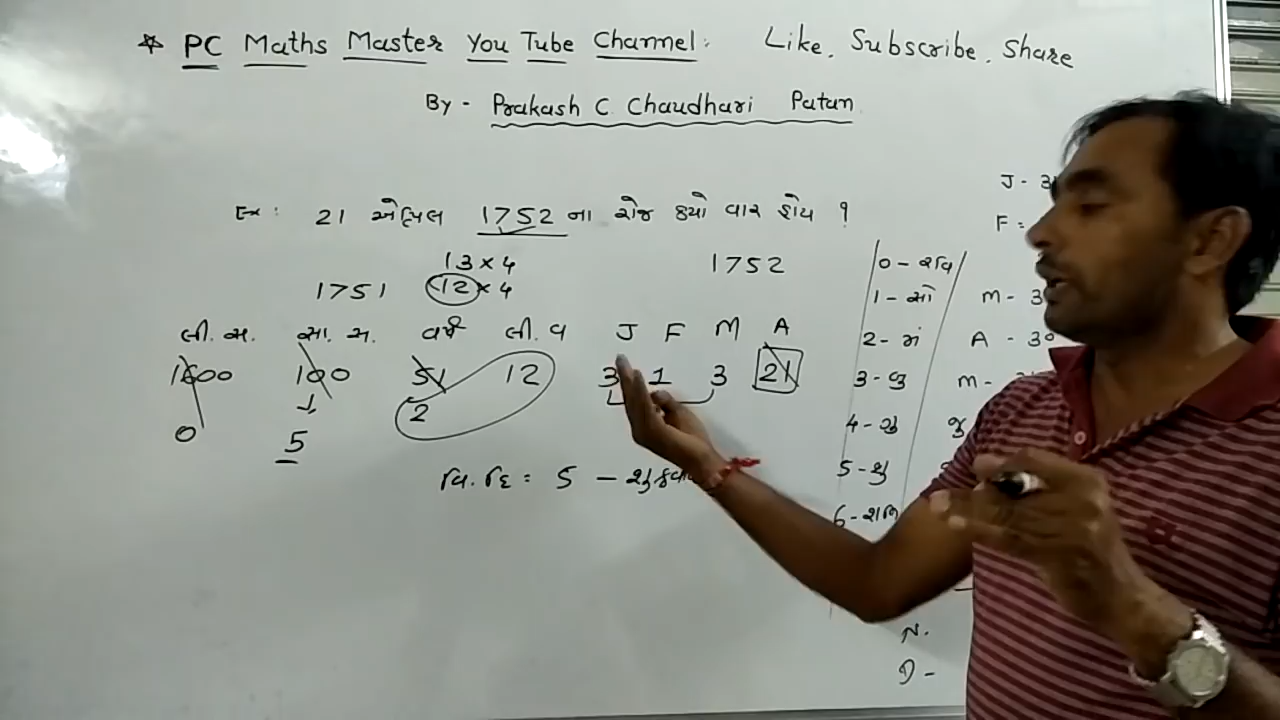 ☆ PC Maths Master You Tube Channel: Like, Subscribe, Share
By - Prakash C. Chaudhari Patan
Ex: 21 એપ્રિલ 1752 ના રોજ કયો વાર હોય ?
13 × 4 1752
1751 12 × 4
લી. સ. સા. સ. વર્ષ લી. વ J F M A
1600 100 51 12 3 1 3 21
0 5 2
વિ. દિ = 5 -
0 - રવિ
1 - સો
2 - મં
3 - બુ
4 - ગુ
5 - શુ
6 - શનિ
J - 3
F =
M - 3
A - 30
M -
જુ
N.
D -